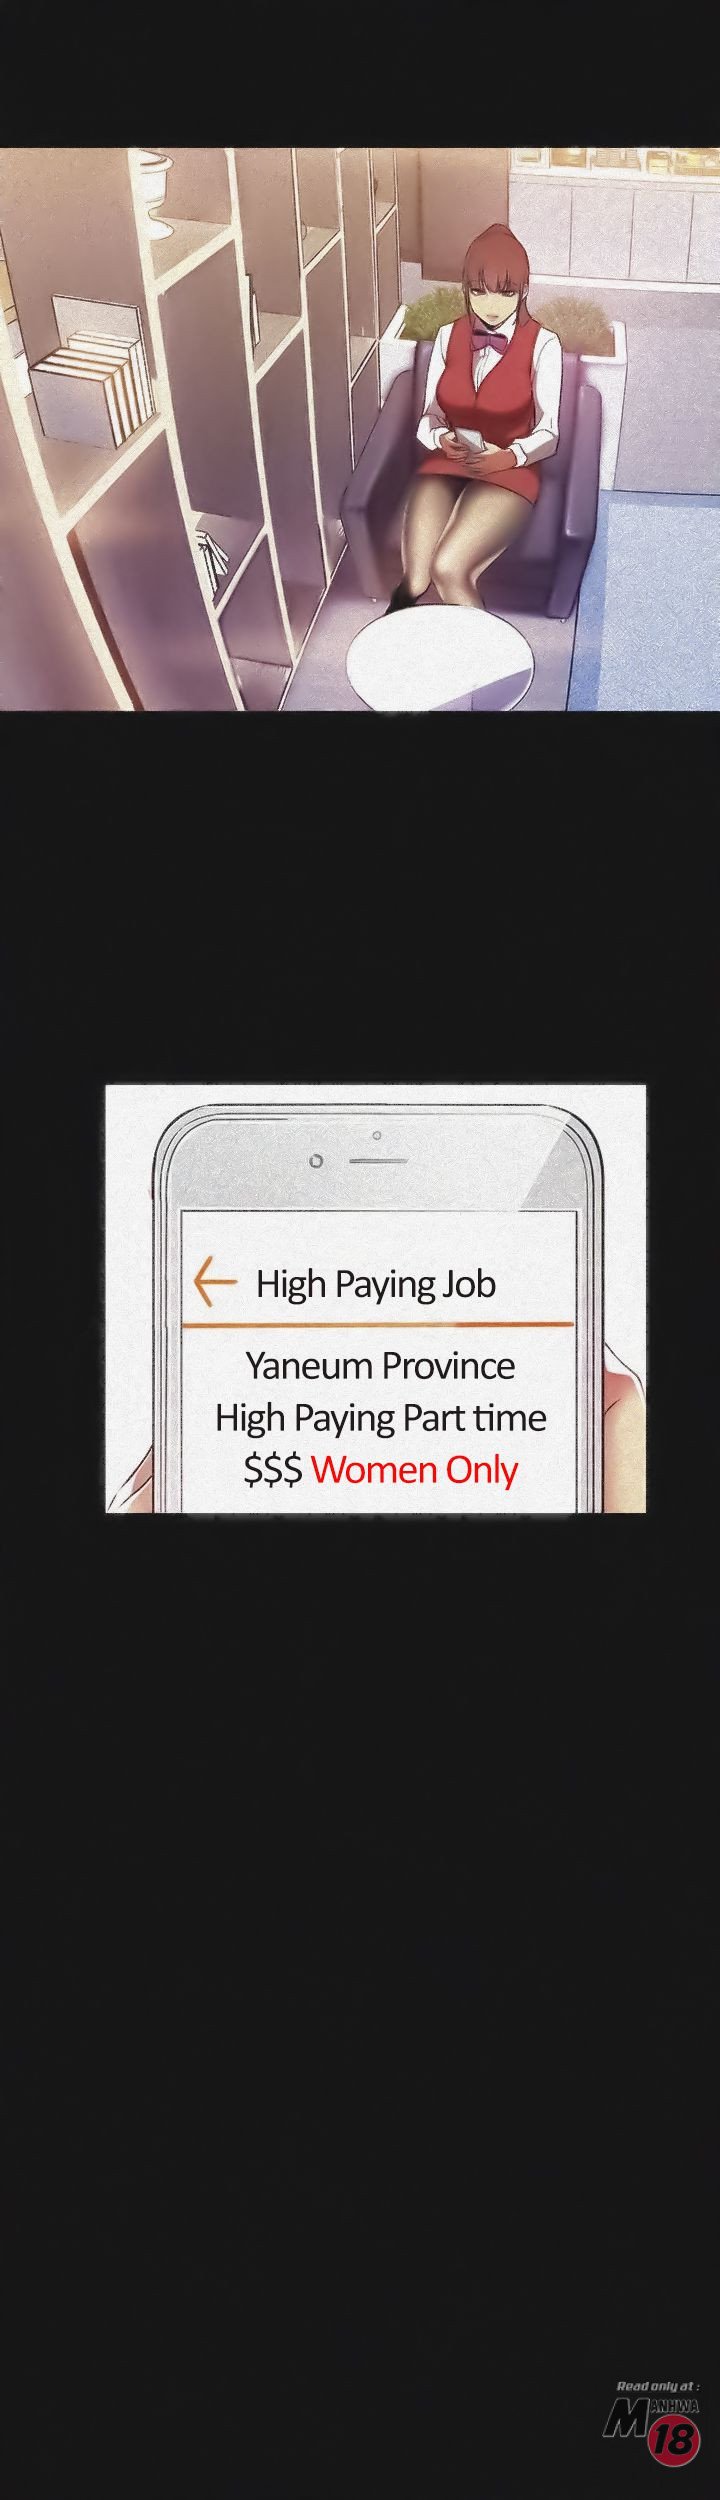 High Paying Job
Yaneum Province
High Paying Part time
$$$ Women Only
Read only at :
MANHWA
18